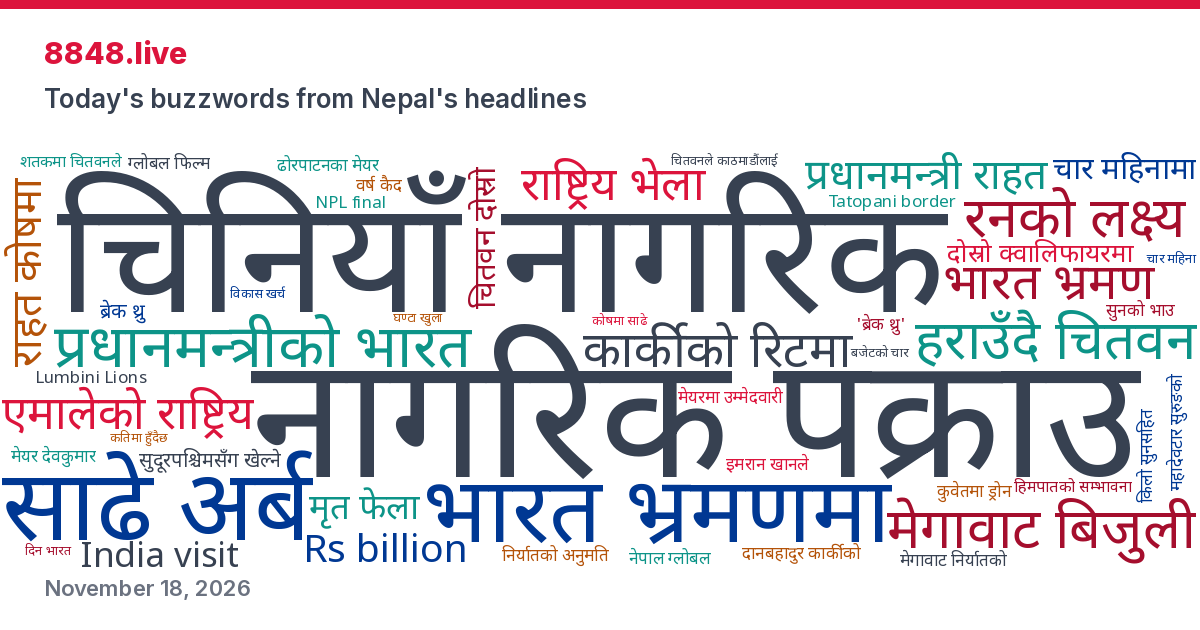 8848.live
Today's buzzwords from Nepal's headlines
शतकमा चितवनले
ग्लोबल फिल्म
ढोरपाटनका मेयर
वर्ष कैद
NPL final
चितवन दोस्रो
राष्ट्रिय भेला
चितवनले काठमाडौंलाई
प्रधानमन्त्री राहत
चार महिनामा
Tatopani border
रनको लक्ष्य
राहत कोषमा
चिनियाँ नागरिक
दोस्रो क्वालिफायरमा
चार महिना
भारत भ्रमण
विकास खर्च
ब्रेक थ्रु
घण्टा खुला
कोषमा साढे
'ब्रेक थ्रु'
सुनको भाउ
प्रधानमन्त्रीको भारत
कार्कीको रिटमा
बजेटको चार
हराउँदै चितवन
Lumbini Lions
नागरिक पक्राउ
मेयरमा उम्मेदवारी
एमालेको राष्ट्रिय
कतिमा हुँदैछ
मेयर देवकुमार
सुदूरपश्चिमसँग खेल्ने
इमरान खानले
किलो सुनसहित
महादेवटार सुरुङको
साढे अर्ब
मृत फेला
भारत भ्रमणमा
कुवेतमा ड्रोन
हिमपातको सम्भावना
मेगावाट बिजुली
दिन भारत
India visit
Rs billion
निर्यातको अनुमति
नेपाल ग्लोबल
दानबहादुर कार्कीको
मेगावाट निर्यातको
November 18, 2026